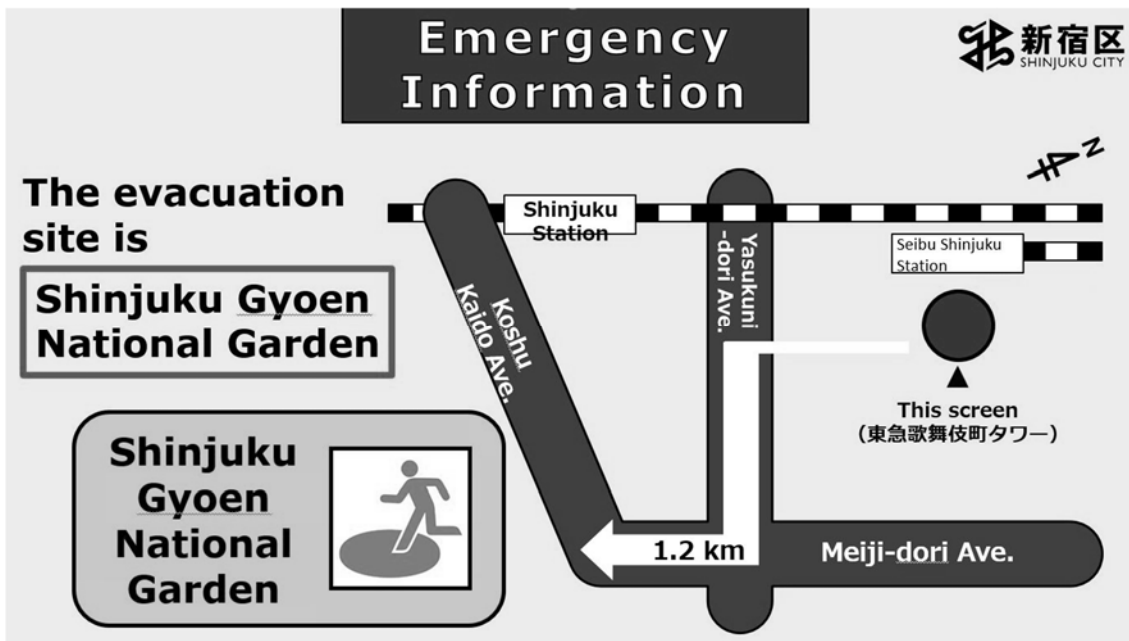 Emergency
Information
新宿区
SHINJUKU CITY
The evacuation
site is
Shinjuku Gyoen
National Garden
Shinjuku
Gyoen
National
Garden
N
Shinjuku
Station
Seibu Shinjuku
Station
Yasukuni
-dori Ave.
Koshu
Kaido Ave.
This screen
（東急歌舞伎町タワー）
1.2 km
Meiji-dori Ave.